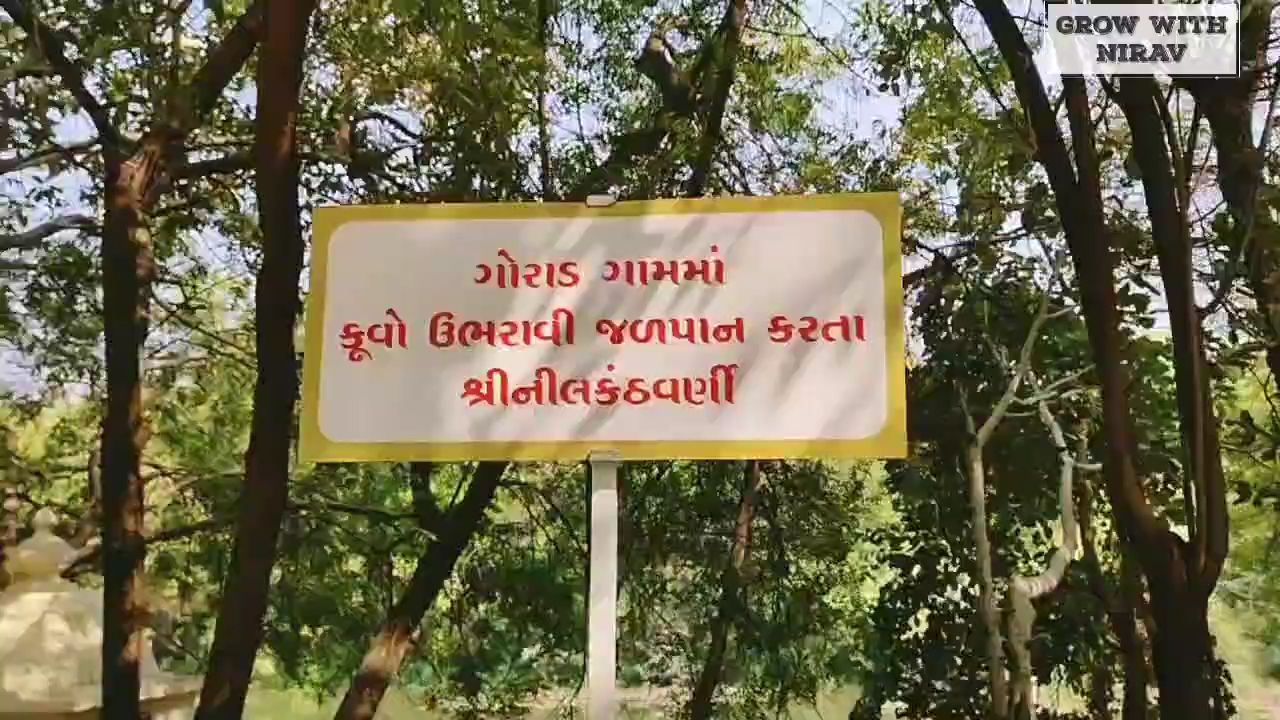 GROW WITH
NIRAV
ગોરાડ ગામમાં
કૂવો ઉભરાવી જળપાન કરતા
શ્રીનીલકંઠવર્ણી